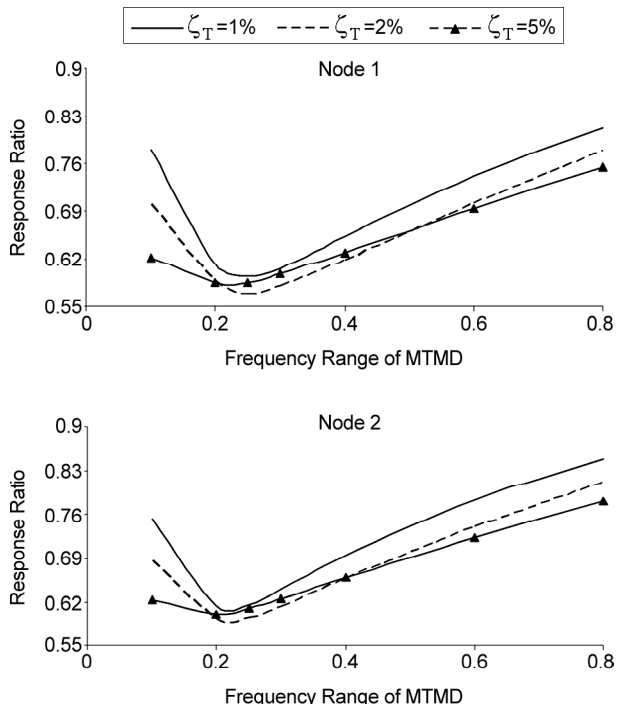 ζT=1% ζT=2% ζT=5%
Node 1
0.9
0.83
0.76
0.69
0.62
0.55
Response Ratio
0 0.2 0.4 0.6 0.8
Frequency Range of MTMD
Node 2
0.9
0.83
0.76
0.69
0.62
0.55
Response Ratio
0 0.2 0.4 0.6 0.8
Frequency Range of MTMD